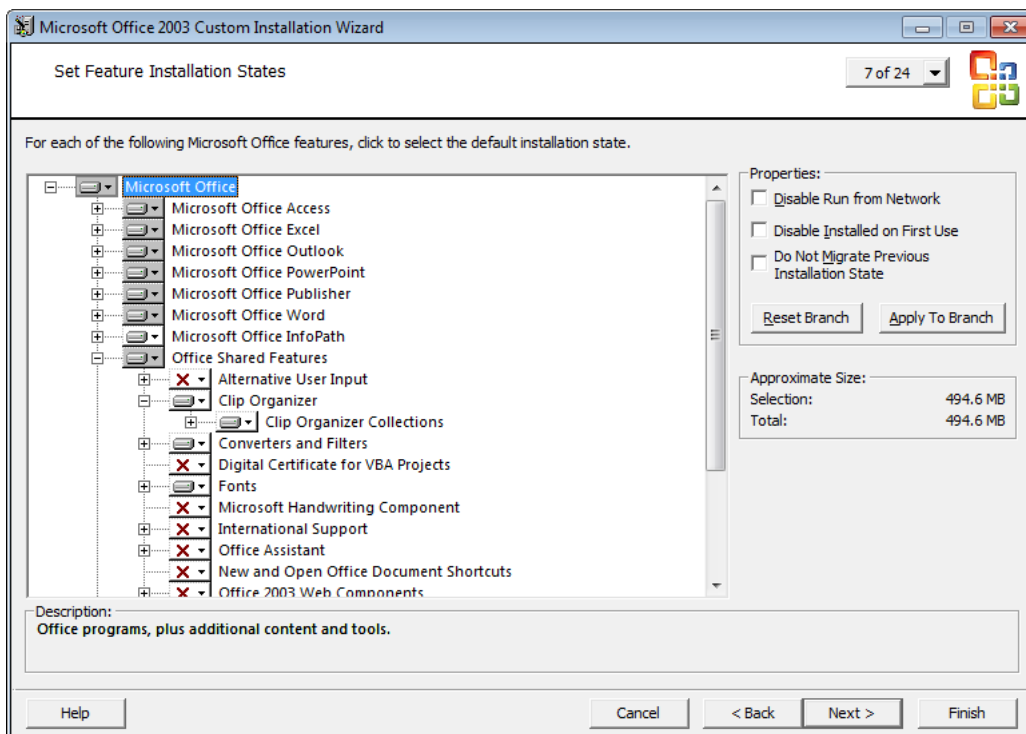 Microsoft Office 2003 Custom Installation Wizard
Set Feature Installation States
7 of 24
For each of the following Microsoft Office features, click to select the default installation state.
Microsoft Office
Microsoft Office Access
Microsoft Office Excel
Microsoft Office Outlook
Microsoft Office PowerPoint
Microsoft Office Publisher
Microsoft Office Word
Microsoft Office InfoPath
Office Shared Features
Alternative User Input
Clip Organizer
Clip Organizer Collections
Converters and Filters
Digital Certificate for VBA Projects
Fonts
Microsoft Handwriting Component
International Support
Office Assistant
New and Open Office Document Shortcuts
Office 2003 Web Components
Properties:
Disable Run from Network
Disable Installed on First Use
Do Not Migrate Previous
Installation State
Reset Branch Apply To Branch
Approximate Size:
Selection: 494.6 MB
Total: 494.6 MB
Description:
Office programs, plus additional content and tools.
Help Cancel < Back Next > Finish